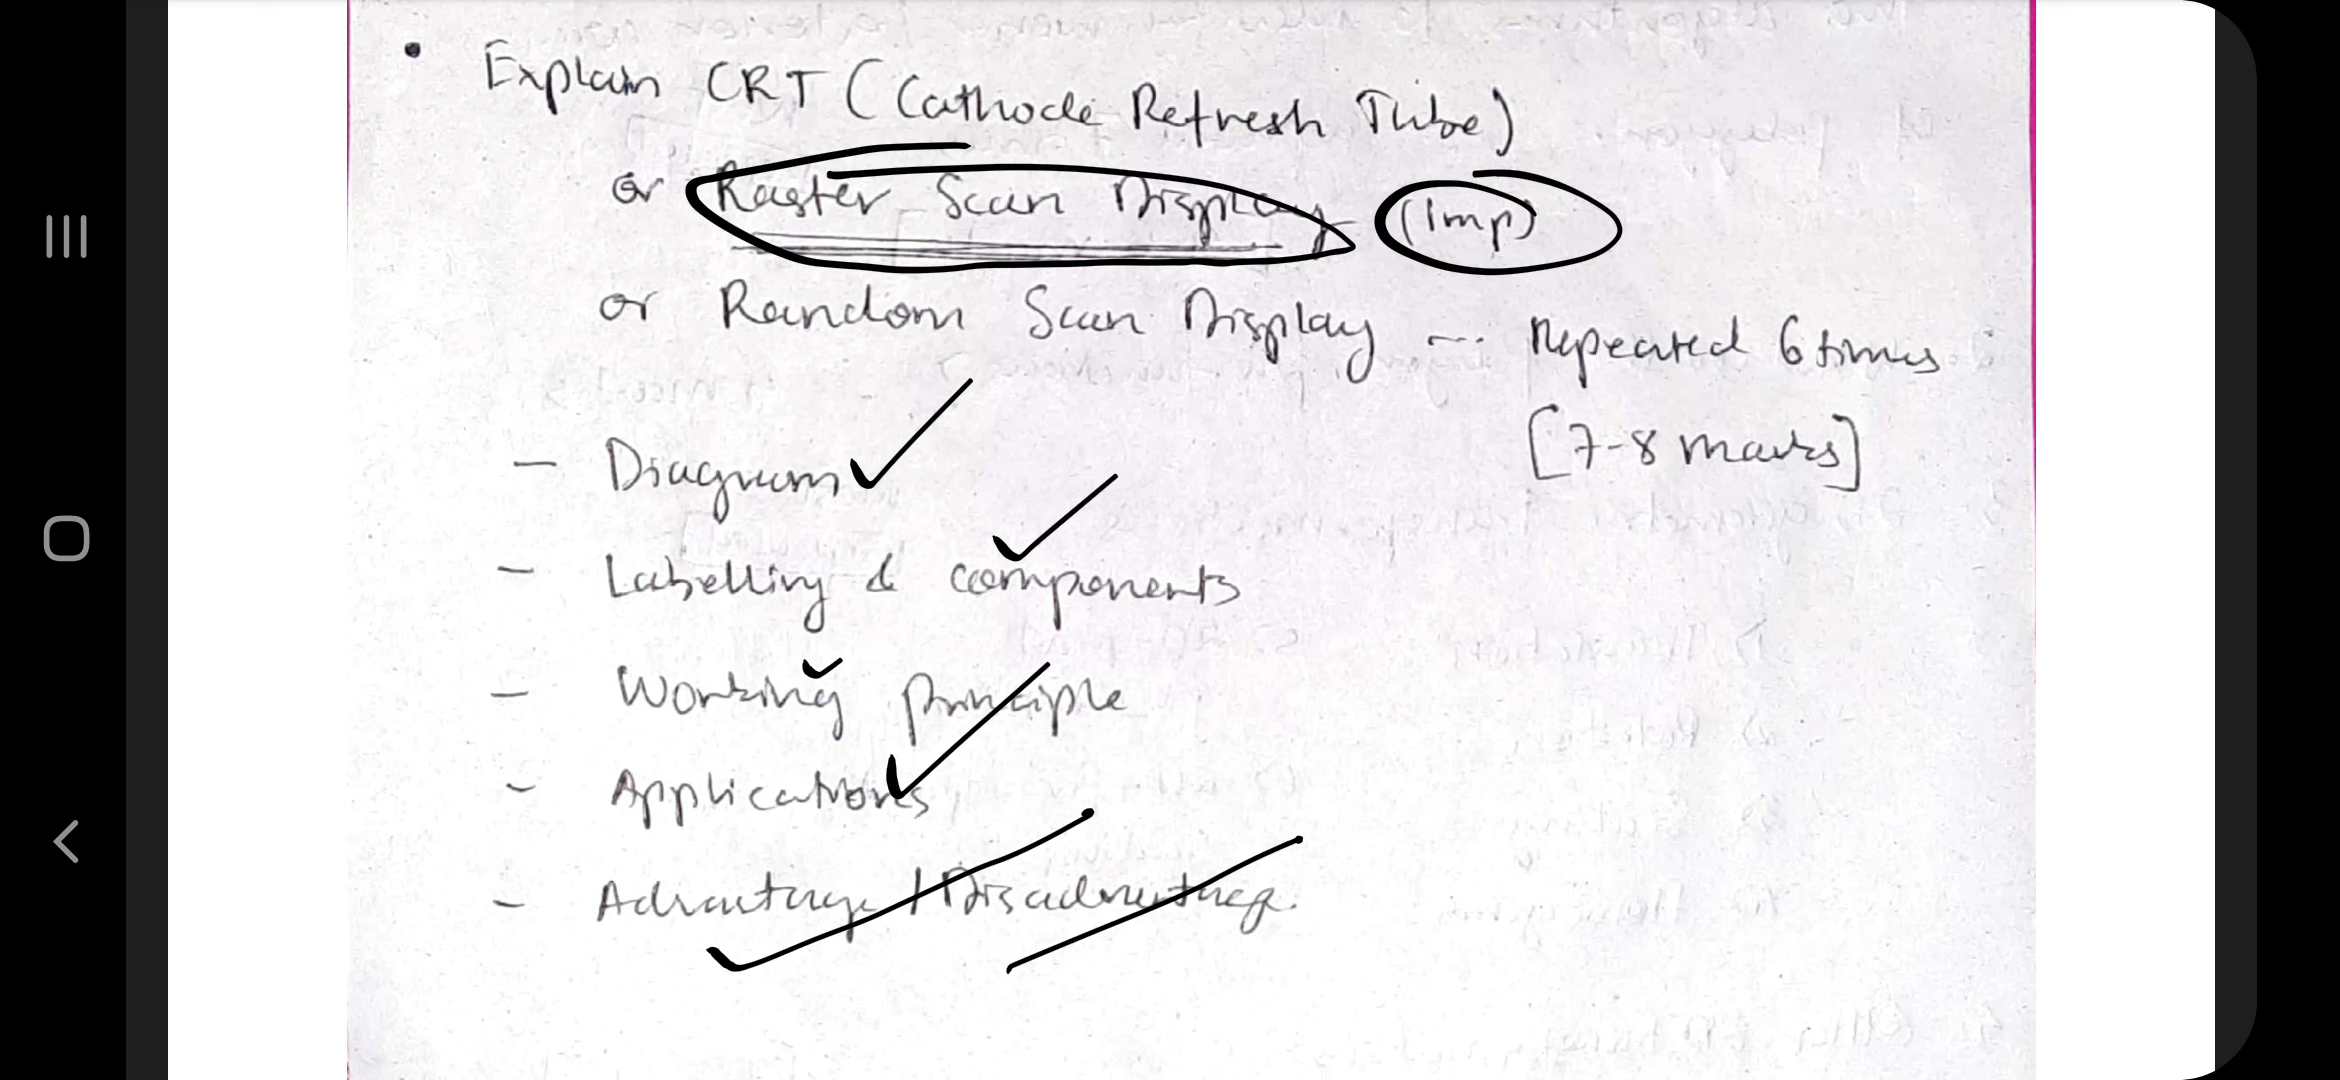 • Explain CRT (Cathode Refresh Tube)
or Raster Scan Display (Imp)
or Random Scan Display --- Repeated 6 times
[7-8 marks]
- Diagram
- Labelling & components
- Working principle
- Applications
- Advantage / Disadvantage.